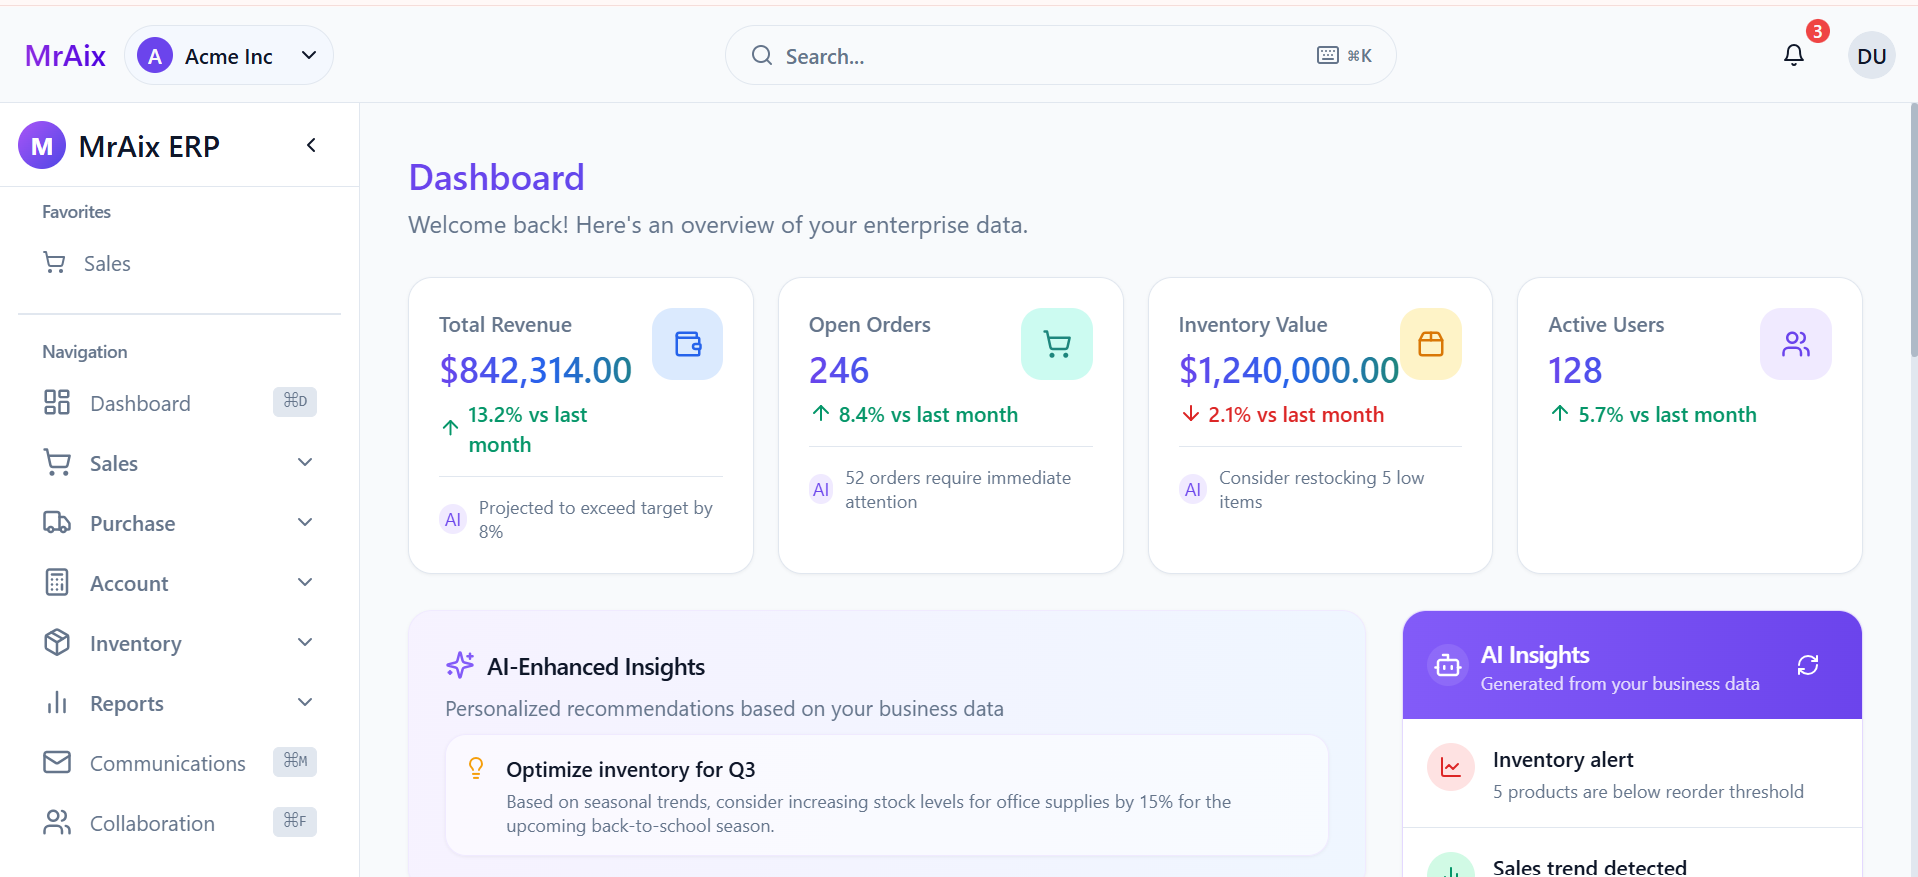 MrAix
A
Acme Inc
Search...
⌘K
3
DU
M
MrAix ERP
Favorites
Sales
Navigation
Dashboard
⌘D
Sales
Purchase
Account
Inventory
Reports
Communications
⌘M
Collaboration
⌘F
Dashboard
Welcome back! Here's an overview of your enterprise data.
Total Revenue
$842,314.00
13.2% vs last
month
AI
Projected to exceed target by
8%
Open Orders
246
8.4% vs last month
AI
52 orders require immediate
attention
Inventory Value
$1,240,000.00
2.1% vs last month
AI
Consider restocking 5 low
items
Active Users
128
5.7% vs last month
AI-Enhanced Insights
Personalized recommendations based on your business data
Optimize inventory for Q3
Based on seasonal trends, consider increasing stock levels for office supplies by 15% for the
upcoming back-to-school season.
AI Insights
Generated from your business data
Inventory alert
5 products are below reorder threshold
Sales trend detected